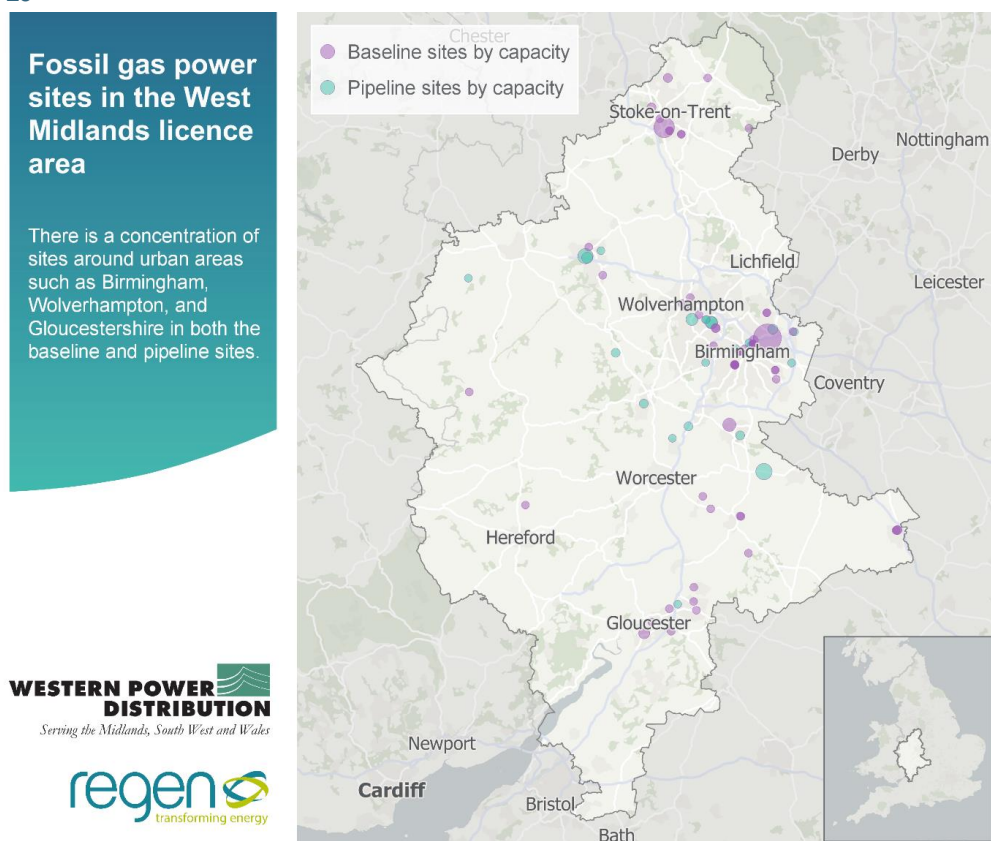 Fossil gas power
sites in the West
Midlands licence
area
There is a concentration of
sites around urban areas
such as Birmingham,
Wolverhampton, and
Gloucestershire in both the
baseline and pipeline sites.
WESTERN POWER
DISTRIBUTION
Serving the Midlands, South West and Wales
regen
transforming energy
Chester
Baseline sites by capacity
Pipeline sites by capacity
Stoke-on-Trent
Nottingham
Derby
Lichfield
Leicester
Wolverhampton
Birmingham
Coventry
Worcester
Hereford
Gloucester
Newport
Cardiff
Bristol
Bath